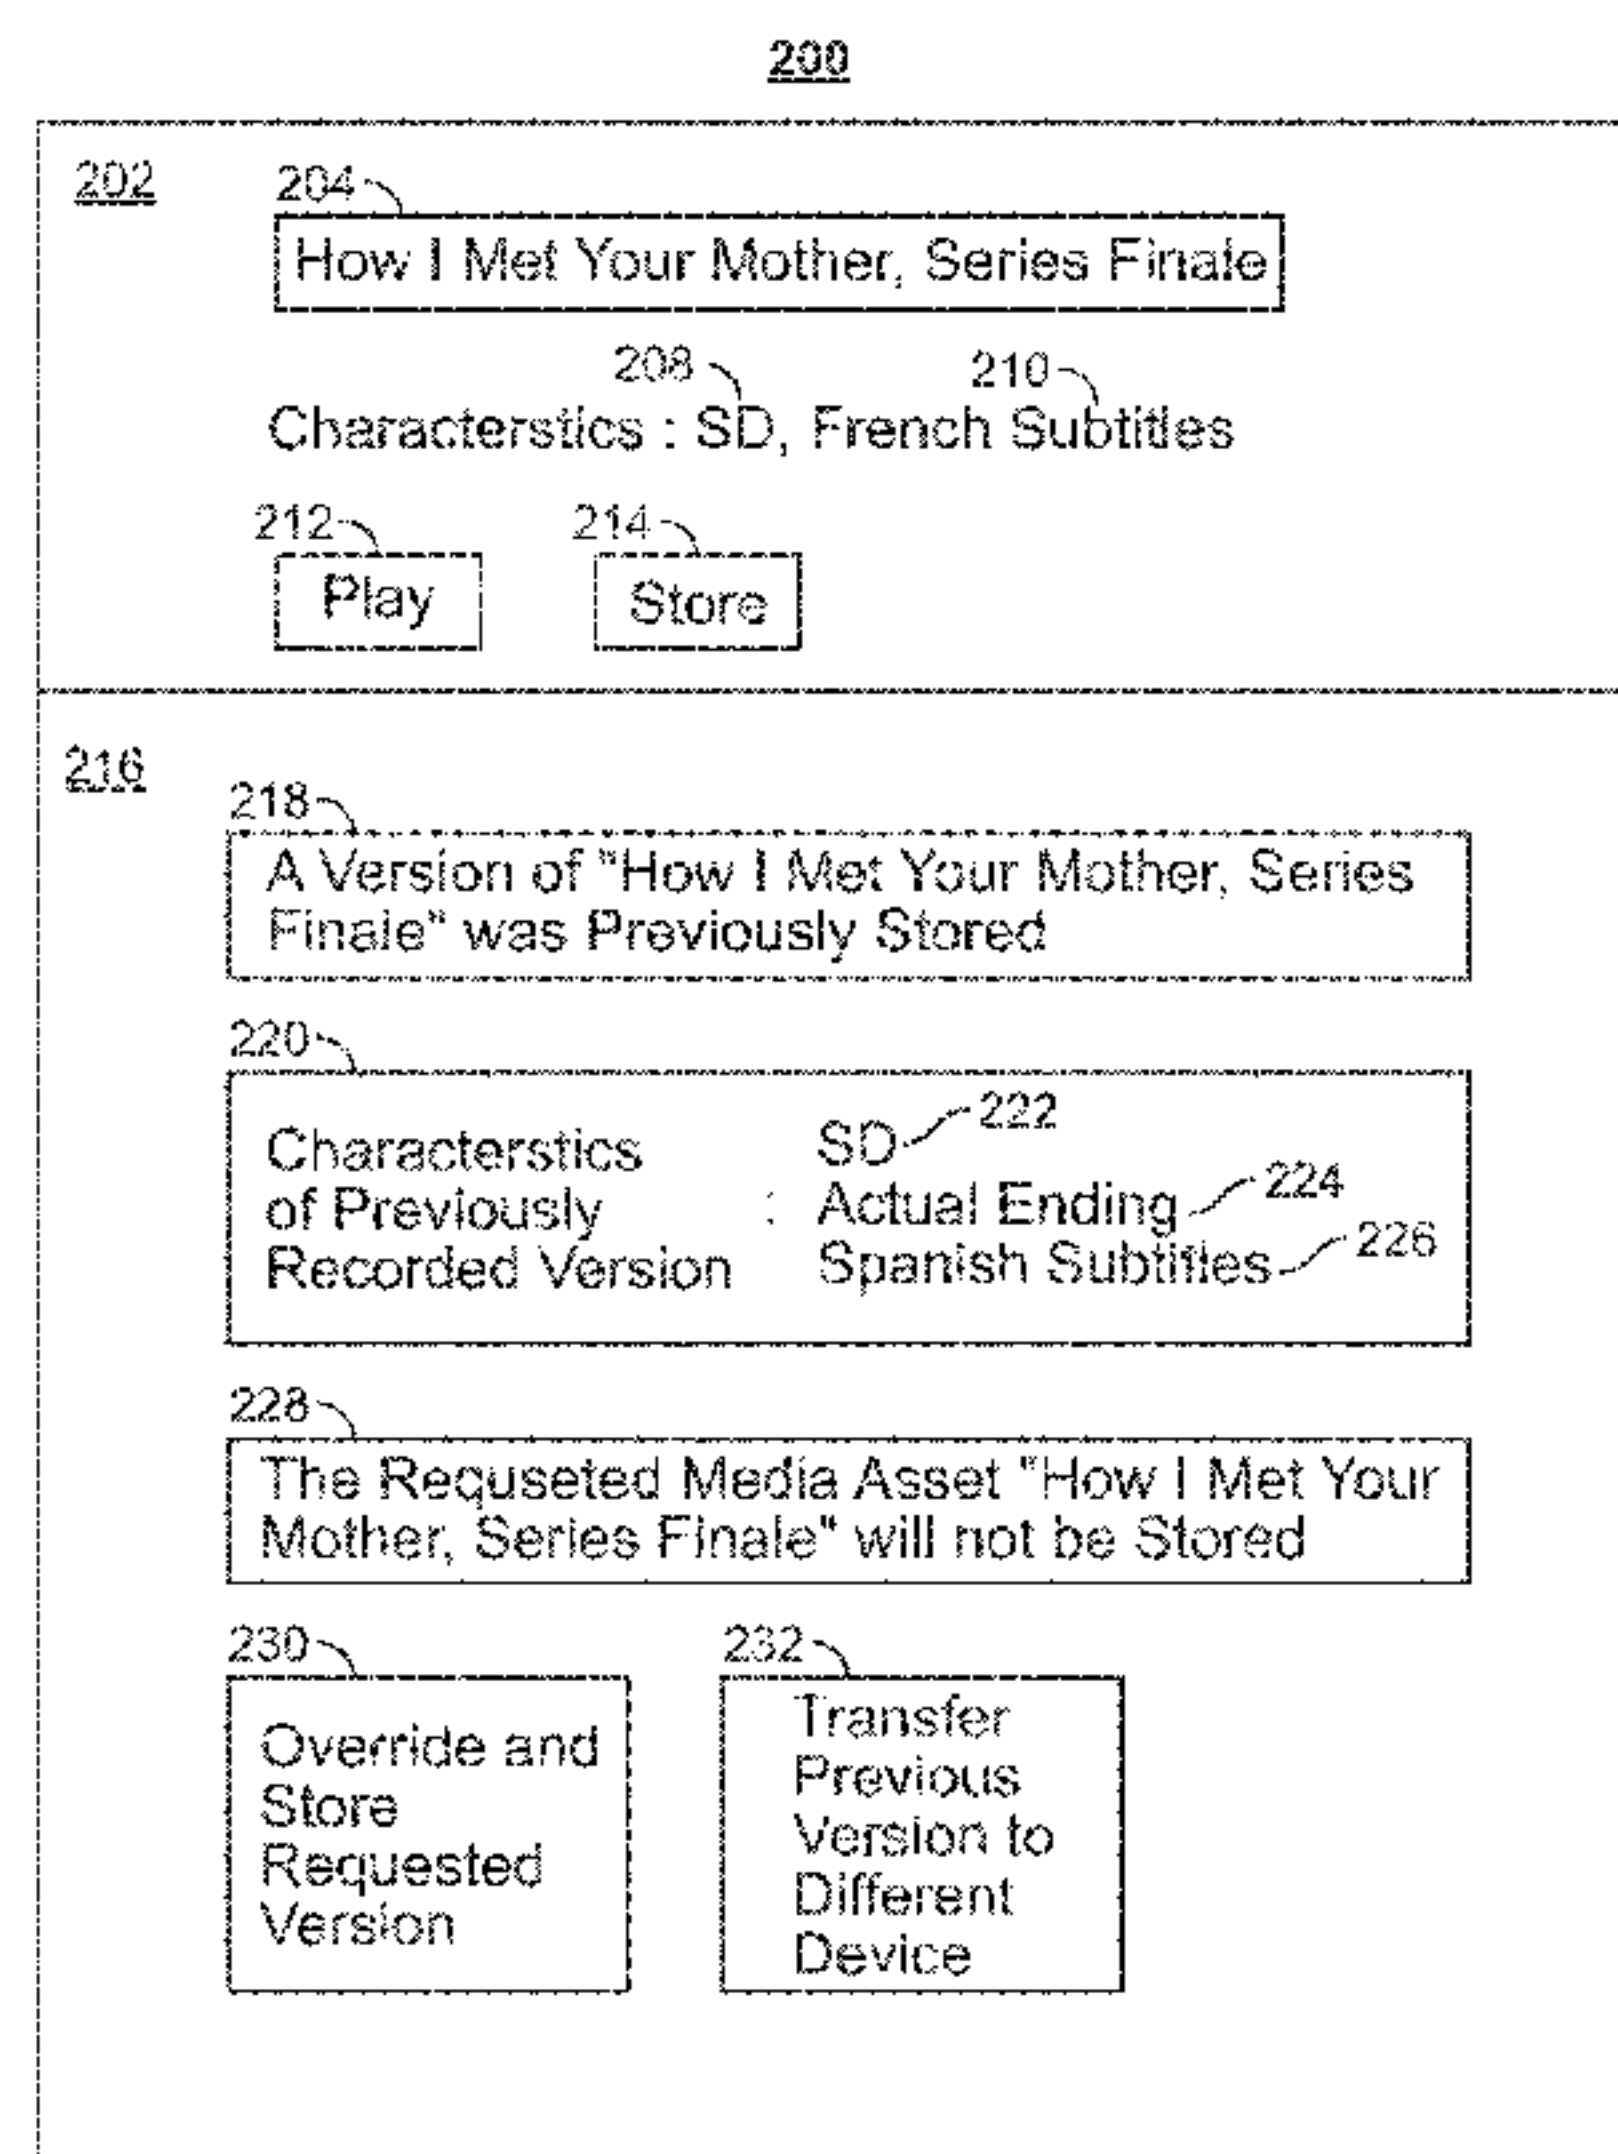 200
202
204
How I Met Your Mother, Series Finale
208 210
Characterstics : SD, French Subtitles
212 214
Play Store
216
218
A Version of "How I Met Your Mother, Series
Finale" was Previously Stored
220
Characterstics
of Previously
Recorded Version
:
SD 222
Actual Ending 224
Spanish Subtitles 226
228
The Requseted Media Asset "How I Met Your
Mother, Series Finale" will not be Stored
230
Override and
Store
Requested
Version
232
Transfer
Previous
Version to
Different
Device